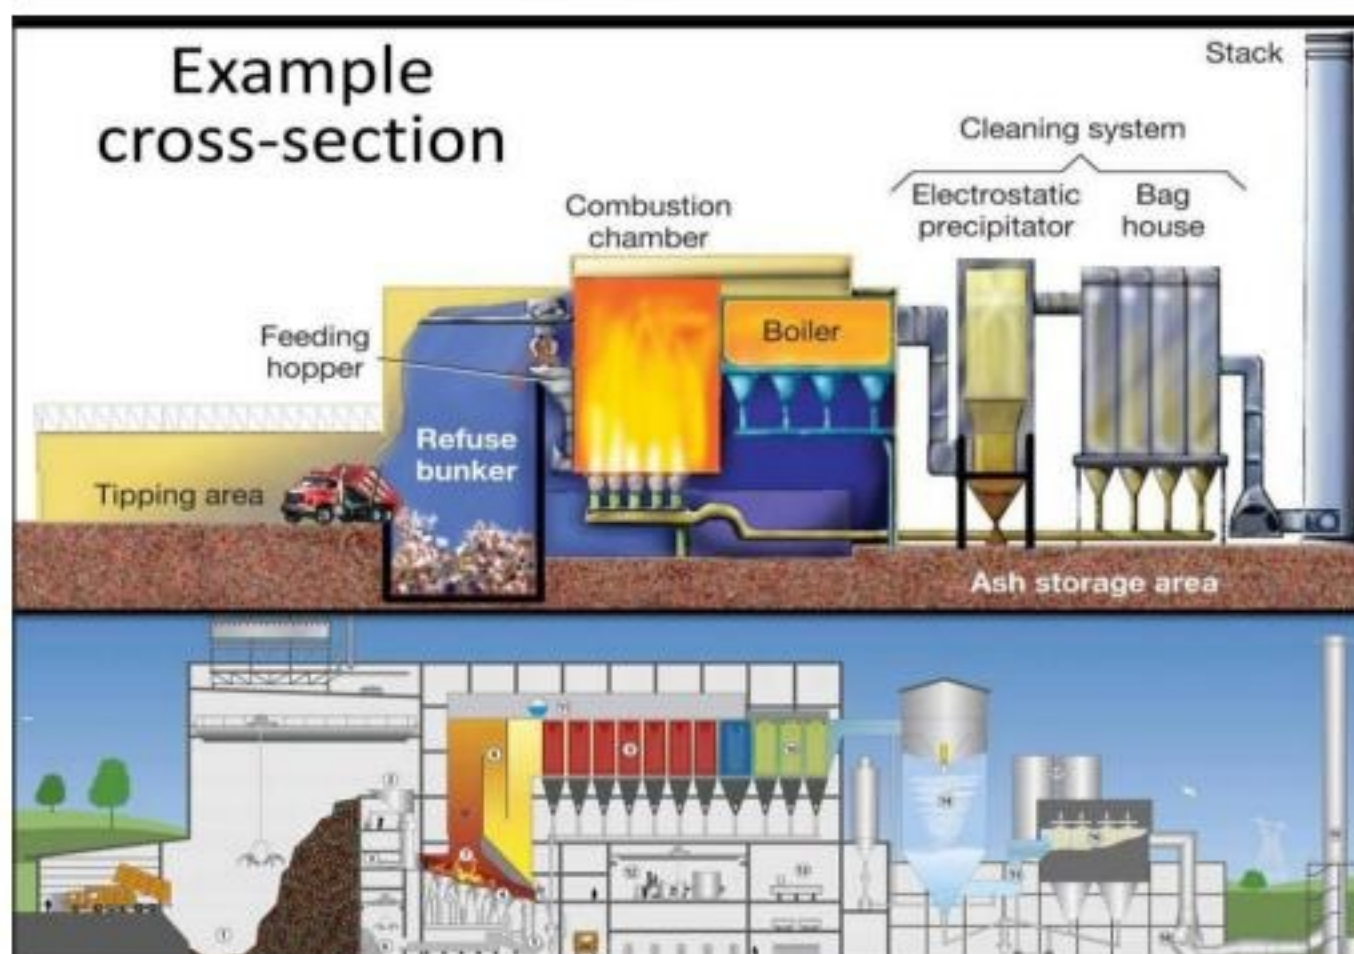 Example
cross-section
Stack
Cleaning system
Electrostatic
precipitator
Bag
house
Combustion
chamber
Feeding
hopper
Boiler
Refuse
bunker
Tipping area
Ash storage area